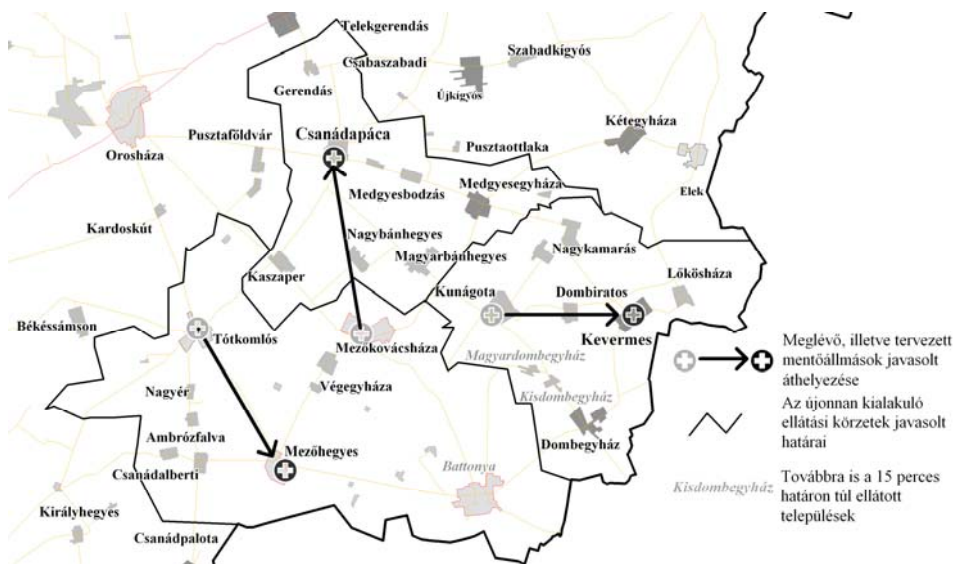 Telekgerendás
Csabaszabadi
Szabadkígyós
Gerendás
Újkígyós
Kétegyháza
Csanádapáca
Pusztaföldvár
Orosháza
Pusztaottlaka
Elek
Medgyesbodzás
Medgyesegyháza
Kardoskút
Nagybánhegyes
Nagykamarás
Magyarbánhegyes
Kaszaper
Lőkösháza
Kunágota
Dombiratos
Békéssámson
Tótkomlós
Mezőkovácsháza
Kevermes
Magyardombegyház
Végegyháza
Nagyér
Kisdombegyház
Ambrózfalva
Dombegyház
Mezőhegyes
Csanádalberti
Battonya
Királyhegyes
Csanádpalota
Meglévő, illetve tervezett
mentőállmások javasolt
áthelyezése
Az újonnan kialakuló
ellátási körzetek javasolt
határai
Kisdombegyház
Továbbra is a 15 perces
határon túl ellátott
települések